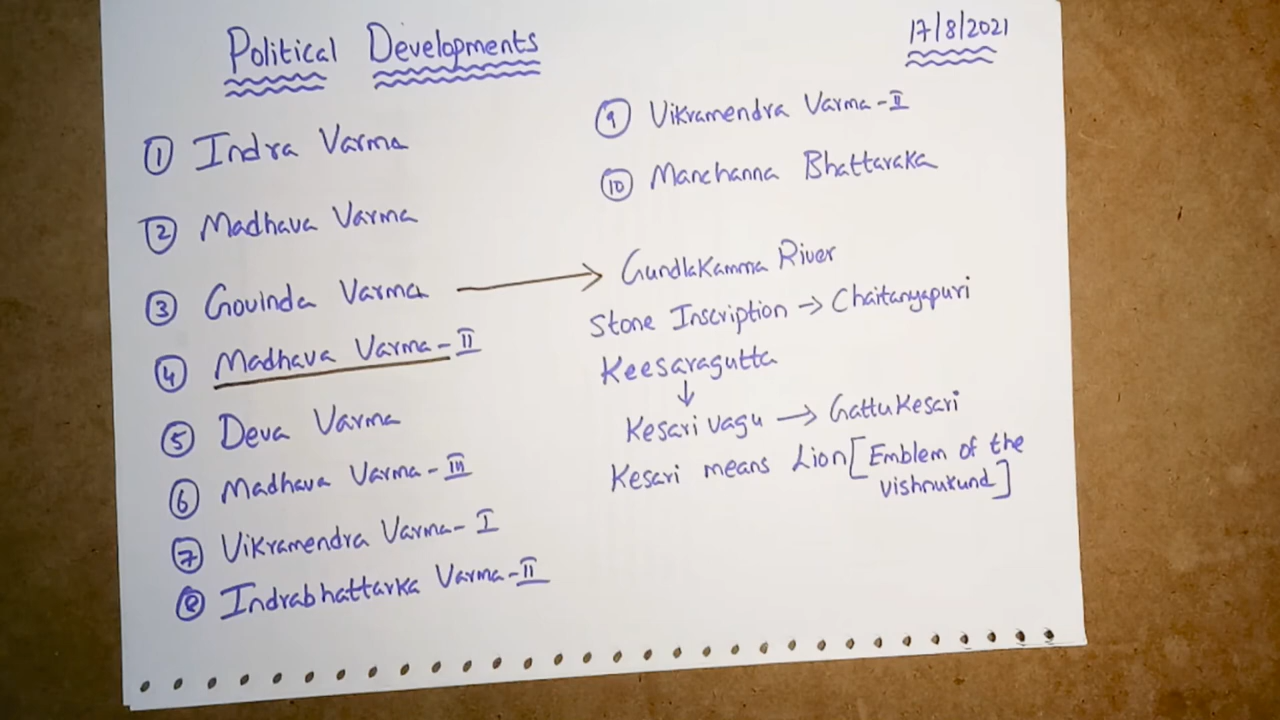 Political Developments
17/8/2021
① Indra Varma
② Madhava Varma
③ Govinda Varma →
④ Madhava Varma - II
⑤ Deva Varma
⑥ Madhava Varma - III
⑦ Vikramendra Varma - I
⑧ Indrabhattarka Varma - II
⑨ Vikramendra Varma - II
⑩ Manchanna Bhattaraka
Gundlakamma River
Stone Inscription → Chaitanyapuri
Keesaragutta
↓
Kesari vagu → Gattu Kesari
Kesari means Lion [Emblem of the
vishnukund]